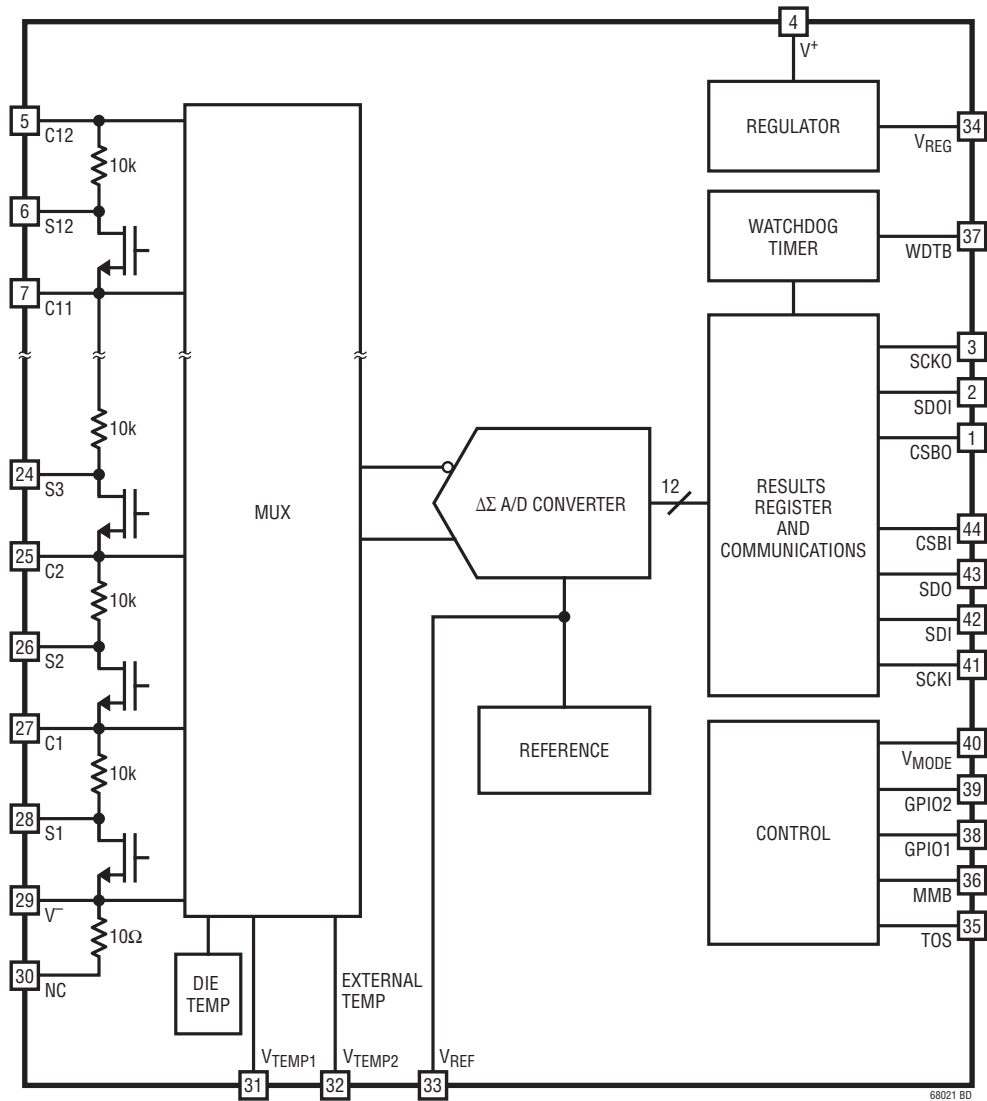 4
V+
5
C12
10k
6
S12
7
C11
10k
24
S3
25
C2
10k
26
S2
27
C1
10k
28
S1
29
V−
10Ω
30
NC
MUX
DIE
TEMP
EXTERNAL
TEMP
VTEMP1
31
VTEMP2
32
VREF
33
ΔΣ A/D CONVERTER
12
REFERENCE
REGULATOR
34
VREG
WATCHDOG
TIMER
37
WDTB
RESULTS
REGISTER
AND
COMMUNICATIONS
3
SCKO
2
SDOI
1
CSBO
44
CSBI
43
SDO
42
SDI
41
SCKI
CONTROL
40
VMODE
39
GPIO2
38
GPIO1
36
MMB
35
TOS
68021 BD